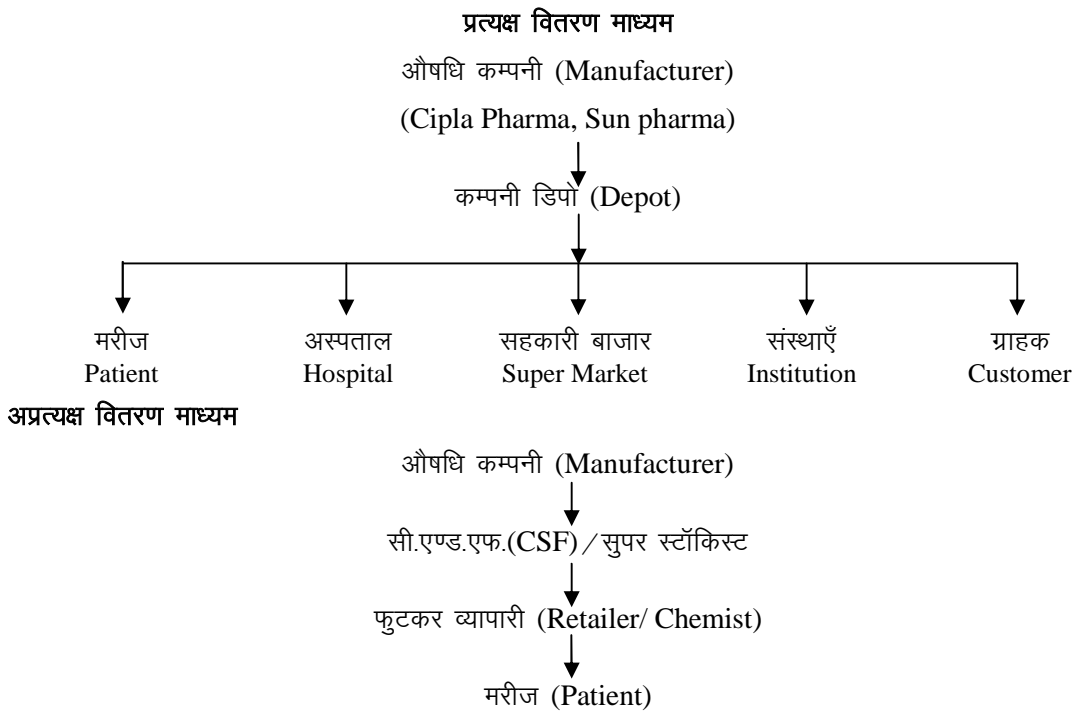 प्रत्यक्ष वितरण माध्यम
औषधि कम्पनी (Manufacturer)
(Cipla Pharma, Sun pharma)
कम्पनी डिपो (Depot)
मरीज अस्पताल सहकारी बाजार संस्थाएँ ग्राहक
Patient Hospital Super Market Institution Customer
अप्रत्यक्ष वितरण माध्यम
औषधि कम्पनी (Manufacturer)
सी.एण्ड.एफ.(CSF) / सुपर स्टॉकिस्ट
फुटकर व्यापारी (Retailer/ Chemist)
मरीज (Patient)